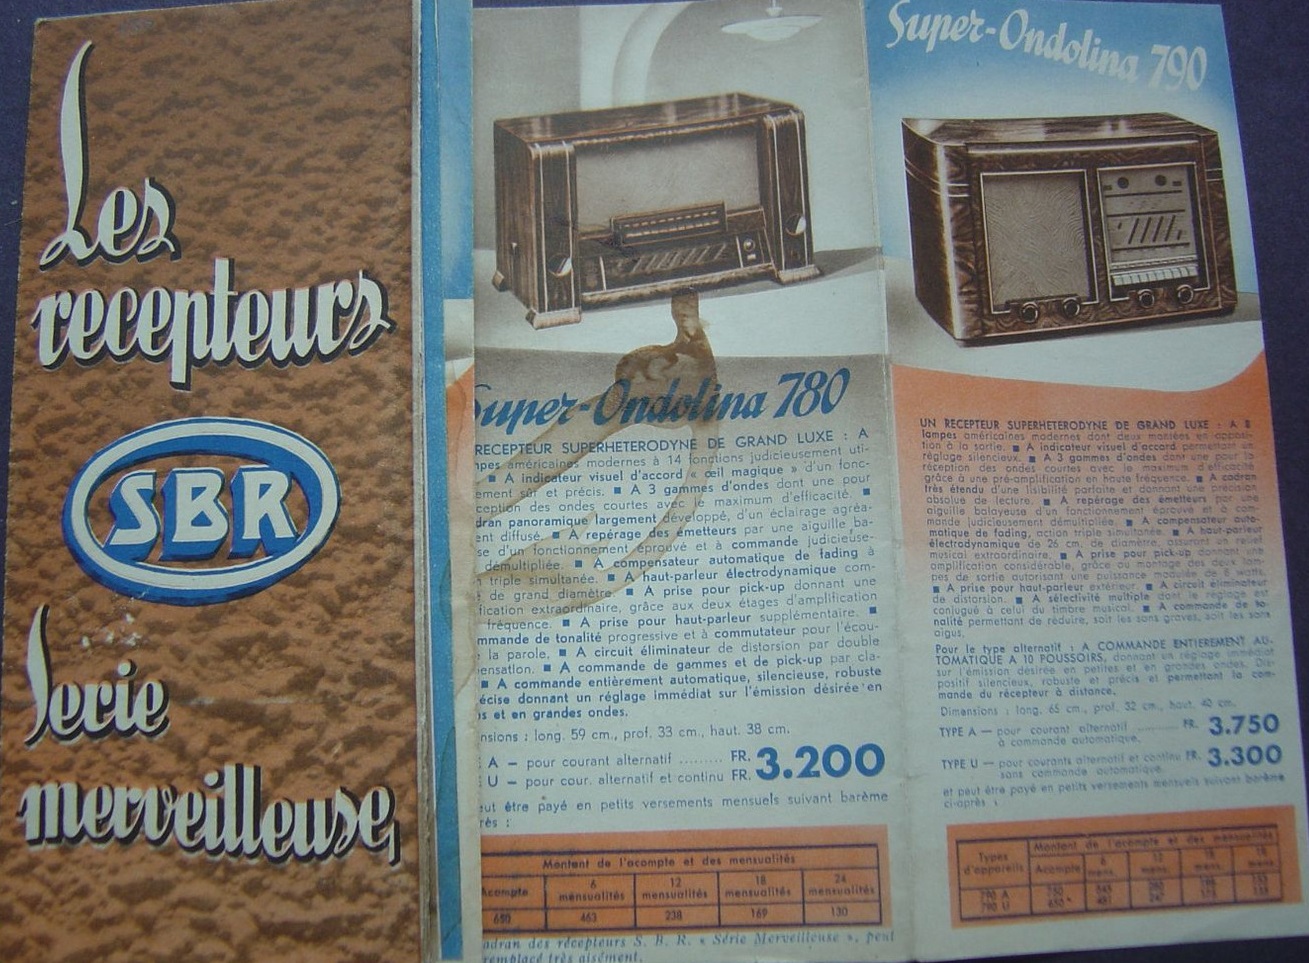 Les
recepteurs
SBR
Serie
merveilleuse
Super-Ondolina 780
RECEPTEUR SUPERHETERODYNE DE GRAND LUXE : A
américaines modernes à 14 fonctions judicieusement uti-
■ A indicateur visuel d'accord « œil magique » d'un fonc-
sûr et précis. ■ A 3 gammes d'ondes dont une pour
ception des ondes courtes avec le maximum d'efficacité. ■
dran panoramique largement développé, d'un éclairage agréa-
nt diffusé. ■ A repérage des émetteurs par une aiguille ba-
se d'un fonctionnement éprouvé et à commande judicieuse-
démultipliée. ■ A compensateur automatique de fading à
triple simultanée. ■ A haut-parleur électrodynamique com-
de grand diamètre. ■ A prise pour pick-up donnant une
fication extraordinaire, grâce aux deux étages d'amplification
fréquence. ■ A prise pour haut-parleur supplémentaire. ■
mmande de tonalité progressive et à commutateur pour l'écou-
la parole. ■ A circuit éliminateur de distorsion par double
ensation. ■ A commande de gammes et de pick-up par cla-
■ A commande entièrement automatique, silencieuse, robuste
écise donnant un réglage immédiat sur l'émission désirée en
s et en grandes ondes.
nsions : long. 59 cm., prof. 33 cm., haut. 38 cm.
A — pour courant alternatif ......... FR.
U — pour cour. alternatif et continu FR. 3.200
eut être payé en petits versements mensuels suivant barème
rès :
Montant de l'acompte et des mensualités
Acompte 6 mensualités 12 mensualités 18 mensualités 24 mensualités
650 463 238 169 130
adran des récepteurs S. B. R. « Série Merveilleuse », peut
remplacé très aisément.
Super-Ondolina 790
UN RECEPTEUR SUPERHETERODYNE DE GRAND LUXE : A 8
lampes américaines modernes dont deux montées en opposi-
tion à la sortie. ■ A indicateur visuel d'accord permettant un
réglage silencieux. ■ A 3 gammes d'ondes dont une pour la
réception des ondes courtes avec le maximum d'efficacité
grâce à une pré-amplification en haute fréquence. ■ A cadran
très étendu d'une lisibilité parfaite et donnant une précision
absolue de lecture. ■ A repérage des émetteurs par une
aiguille balayeuse d'un fonctionnement éprouvé et à com-
mande judicieusement démultipliée. ■ A compensateur auto-
matique de fading, action triple simultanée. ■ A haut-parleur
électrodynamique de 26 cm. de diamètre, assurant un relief
musical extraordinaire. ■ A prise pour pick-up donnant une
amplification considérable, grâce au montage des deux lam-
pes de sortie autorisant une puissance modulée de 8 watts.
■ A prise pour haut-parleur extérieur ■ A circuit éliminateur
de distorsion. ■ A sélectivité multiple dont le réglage est
conjugué à celui du timbre musical. ■ A commande de to-
nalité permettant de réduire, soit les sons graves, soit les sons
aigus.
Pour le type alternatif : A COMMANDE ENTIEREMENT AU-
TOMATIQUE A 10 POUSSOIRS, donnant un réglage immédiat
sur l'émission désirée en petites et en grandes ondes. Dis-
positif silencieux, robuste et précis et permettant la com-
mande du récepteur à distance.
Dimensions : long. 65 cm., prof. 32 cm., haut. 40 cm.
TYPE A — pour courant alternatif ......... FR. 3.750
à commande automatique.
TYPE U — pour courants alternatif et continu FR. 3.300
sans commande automatique.
et peut être payé en petits versements mensuels suivant barème
ci-après :
Types d'appareils
Montant de l'acompte et des mensualités
Acompte 6 mens. 12 mens. 18 mens.
790 A 750
790 U 650